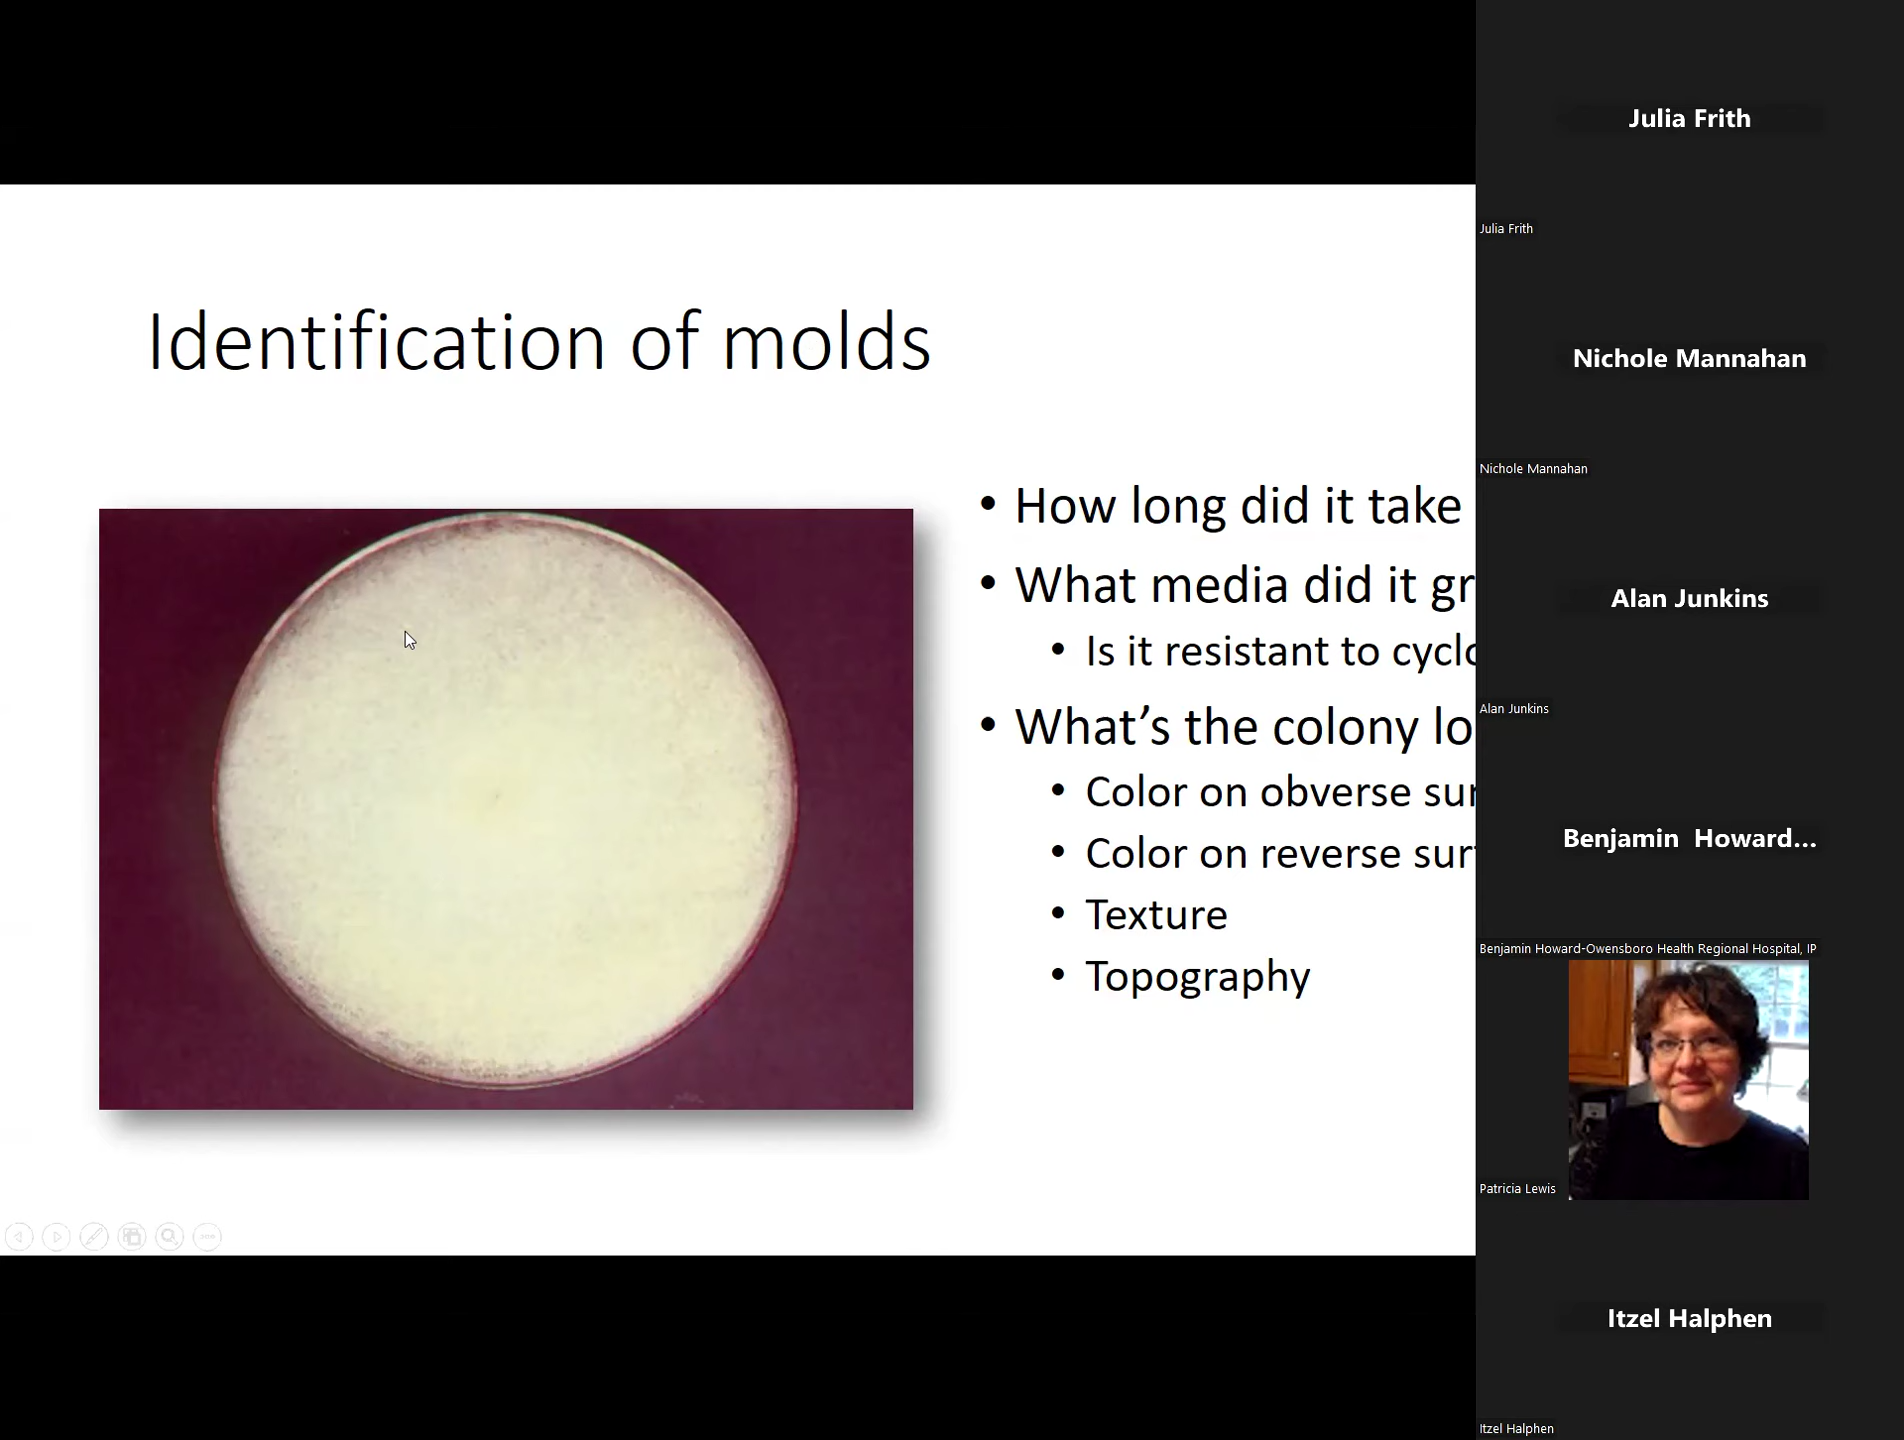 Identification of molds
• How long did it take
• What media did it gr
• Is it resistant to cyclo
• What’s the colony lo
• Color on obverse sur
• Color on reverse sur
• Texture
• Topography
Julia Frith
Julia Frith
Nichole Mannahan
Nichole Mannahan
Alan Junkins
Alan Junkins
Benjamin Howard...
Benjamin Howard-Owensboro Health Regional Hospital, IP
Patricia Lewis
Itzel Halphen
Itzel Halphen